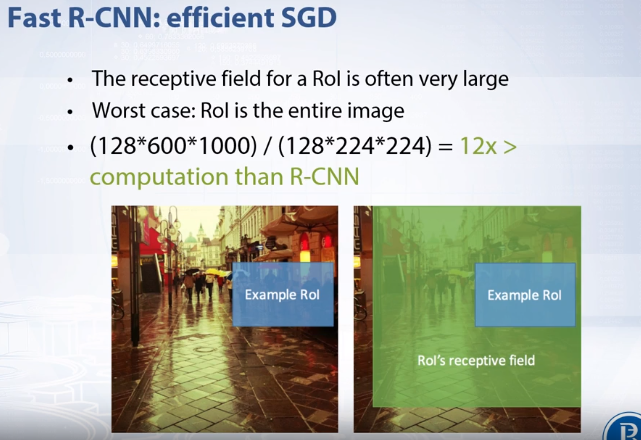 Fast R-CNN: efficient SGD
• The receptive field for a RoI is often very large
• Worst case: RoI is the entire image
• (128*600*1000) / (128*224*224) = 12x >
computation than R-CNN
Example RoI
Example RoI
RoI's receptive field